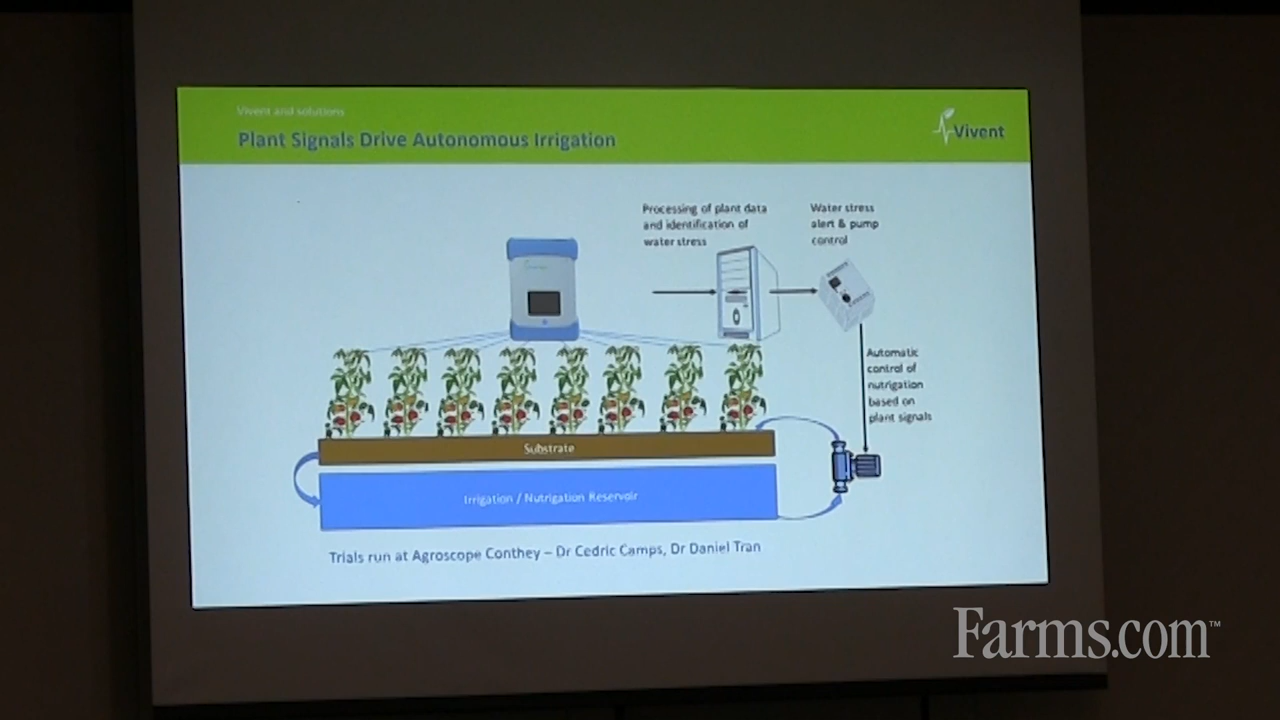 Vivent and solutions
Plant Signals Drive Autonomous Irrigation
Vivent
Processing of plant data
and identification of
water stress
Water stress
alert & pump
control
Automatic
control of
nutrigation
based on
plant signals
Substrate
Irrigation / Nutrigation Reservoir
Trials run at Agroscope Conthey – Dr Cedric Camps, Dr Daniel Tran
Farms.com™